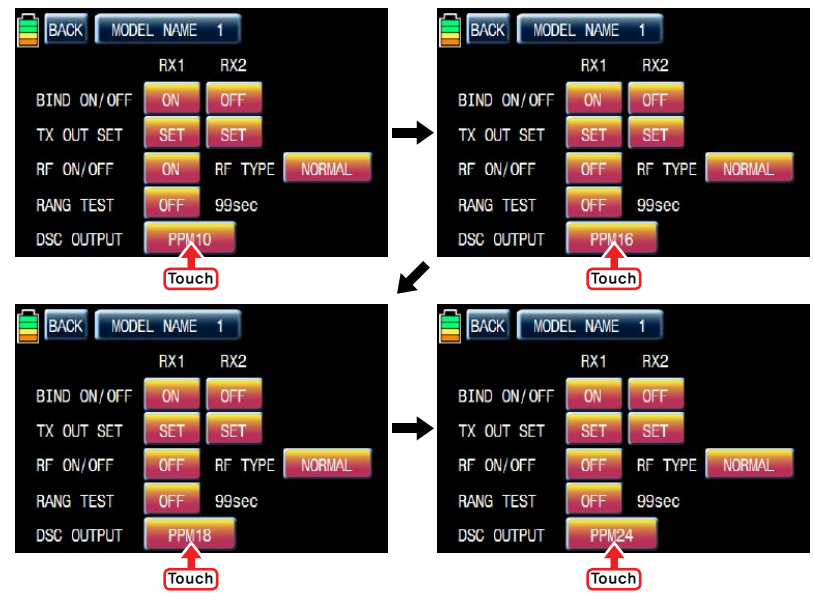 BACK MODEL NAME 1
RX1 RX2
BIND ON/OFF ON OFF
TX OUT SET SET SET
RF ON/OFF ON RF TYPE NORMAL
RANG TEST OFF 99sec
DSC OUTPUT PPM10
Touch
BACK MODEL NAME 1
RX1 RX2
BIND ON/OFF ON OFF
TX OUT SET SET SET
RF ON/OFF OFF RF TYPE NORMAL
RANG TEST OFF 99sec
DSC OUTPUT PPM16
Touch
BACK MODEL NAME 1
RX1 RX2
BIND ON/OFF ON OFF
TX OUT SET SET SET
RF ON/OFF OFF RF TYPE NORMAL
RANG TEST OFF 99sec
DSC OUTPUT PPM18
Touch
BACK MODEL NAME 1
RX1 RX2
BIND ON/OFF ON OFF
TX OUT SET SET SET
RF ON/OFF OFF RF TYPE NORMAL
RANG TEST OFF 99sec
DSC OUTPUT PPM24
Touch